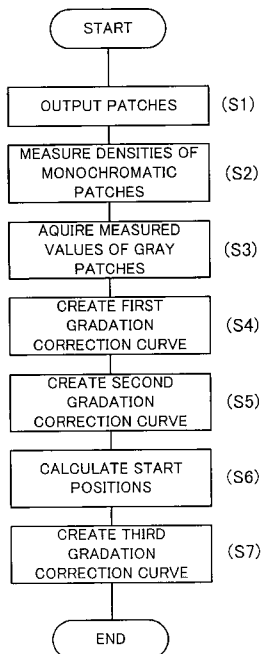 START
OUTPUT PATCHES (S1)
MEASURE DENSITIES OF
MONOCHROMATIC (S2)
PATCHES
AQUIRE MEASURED
VALUES OF GRAY (S3)
PATCHES
CREATE FIRST
GRADATION (S4)
CORRECTION CURVE
CREATE SECOND
GRADATION (S5)
CORRECTION CURVE
CALCULATE START (S6)
POSITIONS
CREATE THIRD
GRADATION (S7)
CORRECTION CURVE
END